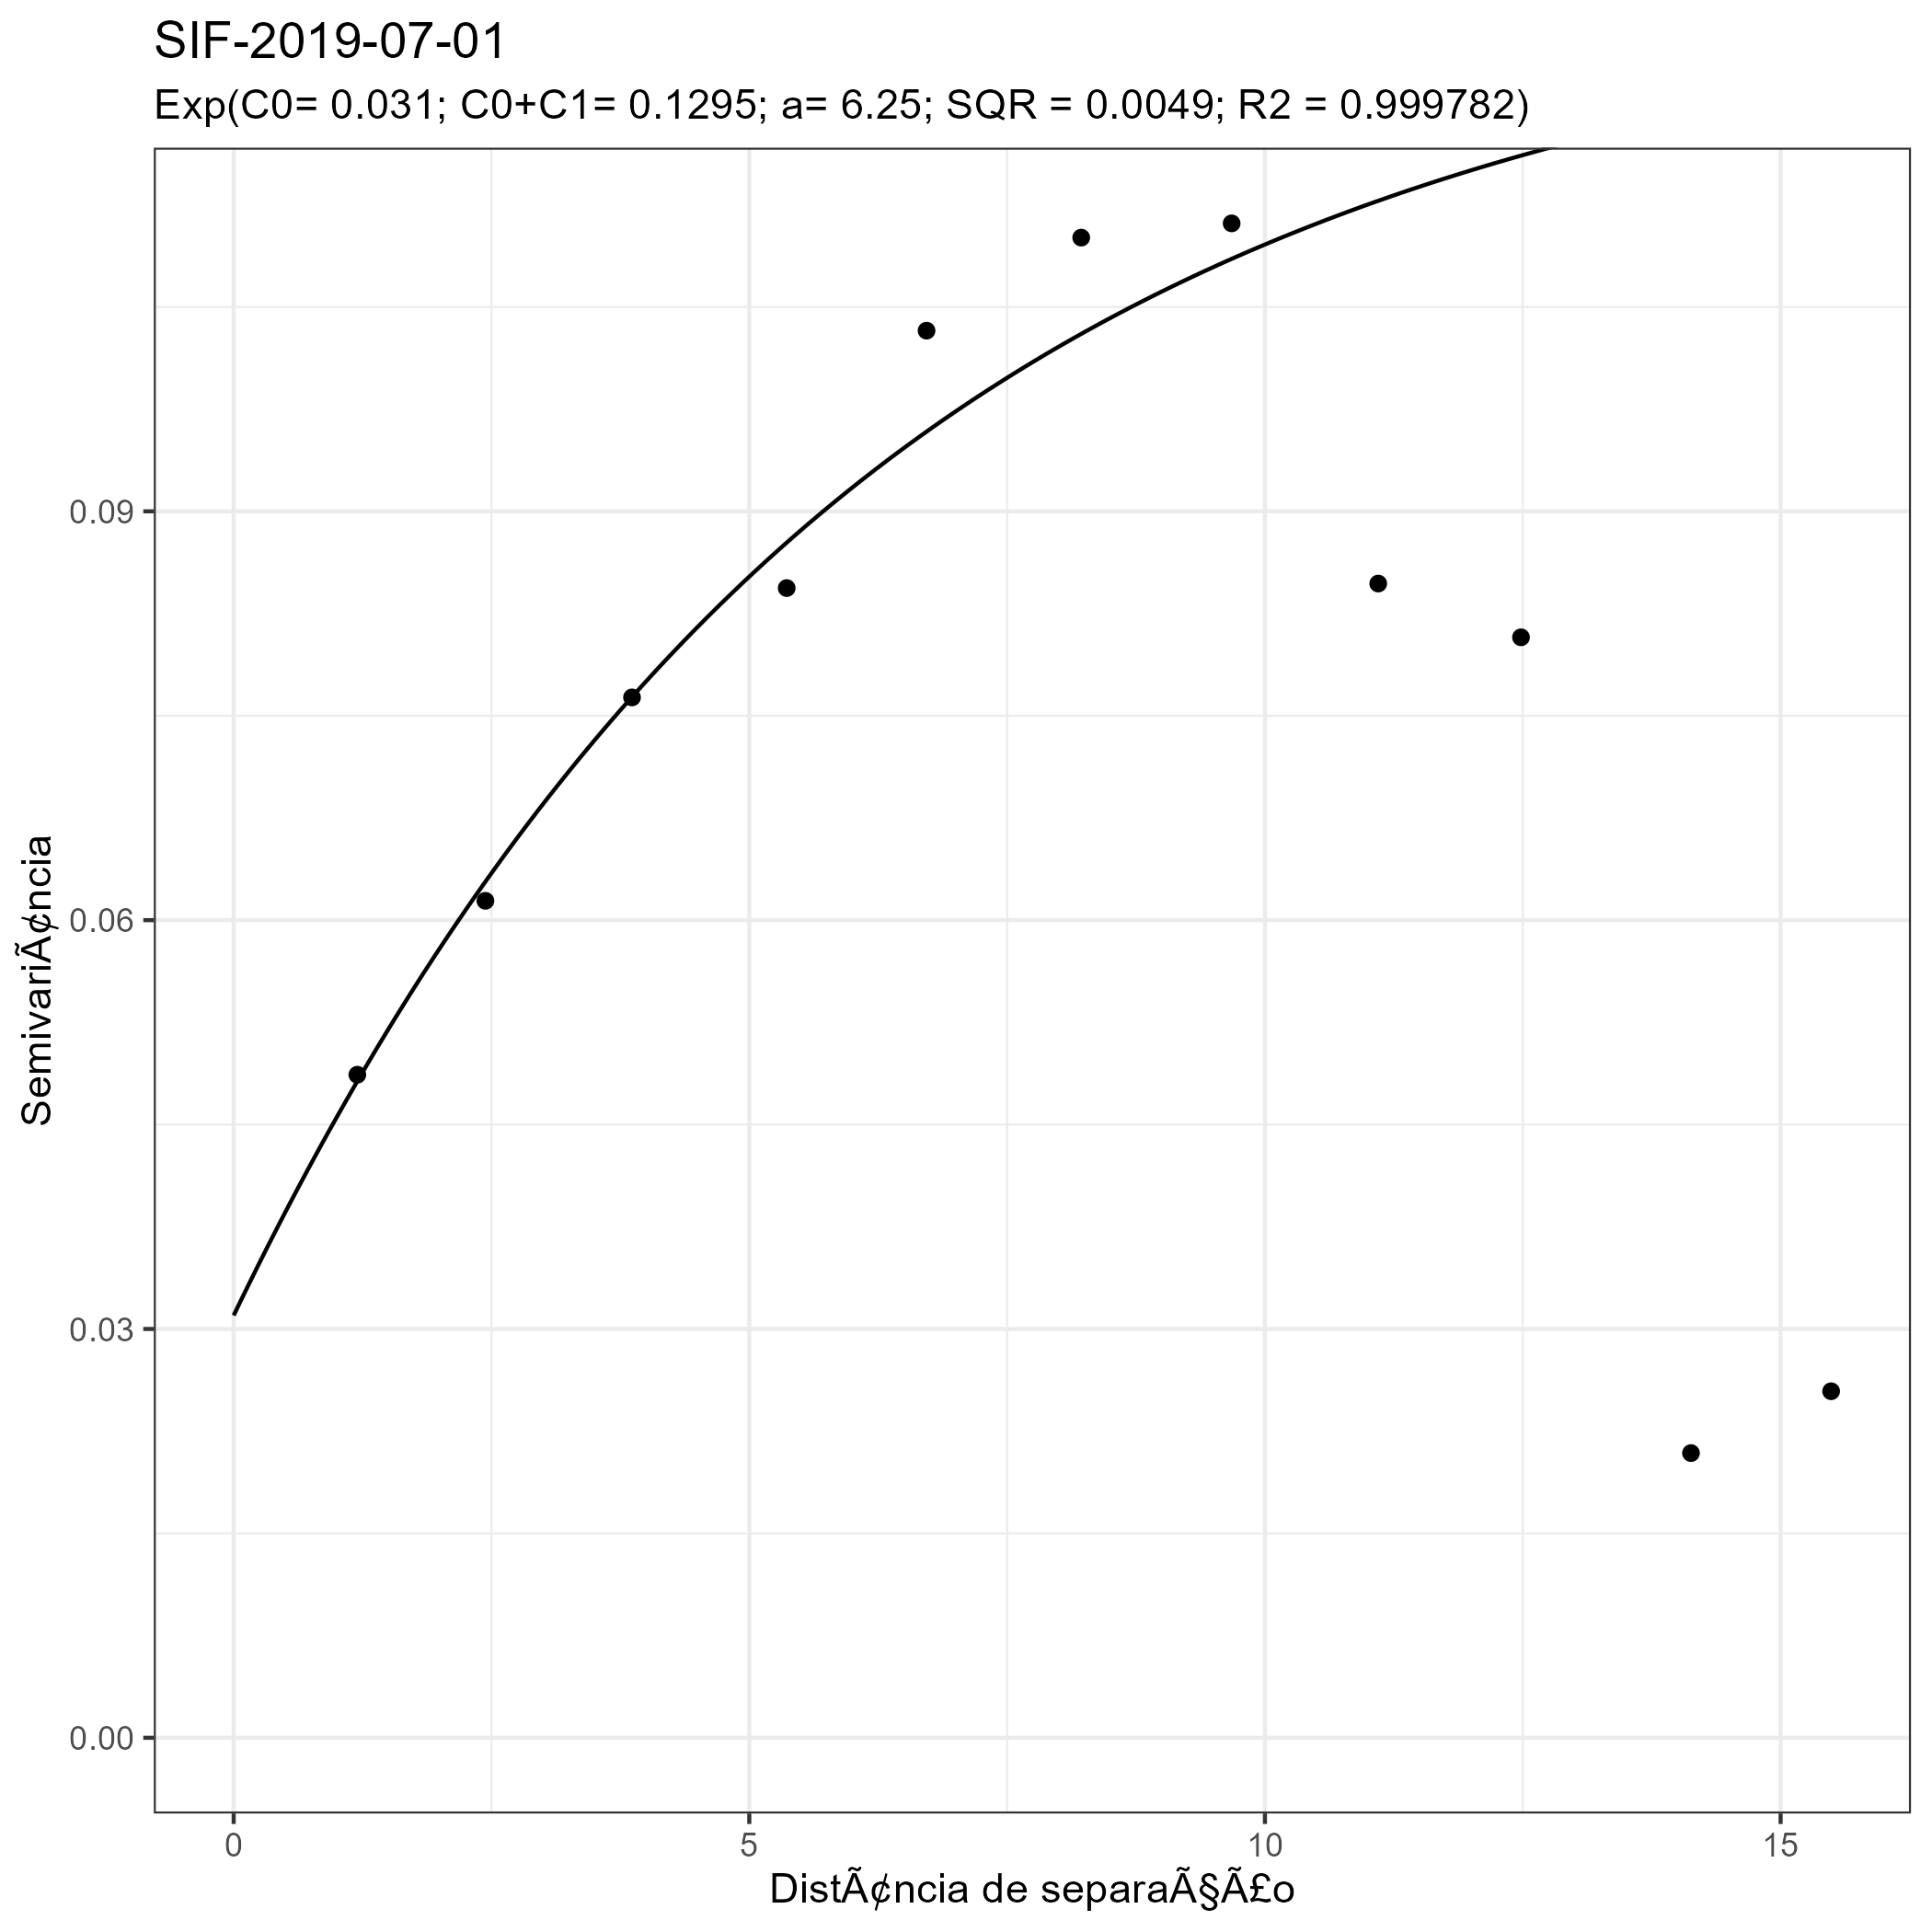 SIF-2019-07-01
Exp(C0= 0.031; C0+C1= 0.1295; a= 6.25; SQR = 0.0049; R2 = 0.999782)
SemivariÃ¢ncia
0.09
0.06
0.03
0.00
0 5 10 15
DistÃ¢ncia de separaÃ§Ã£o